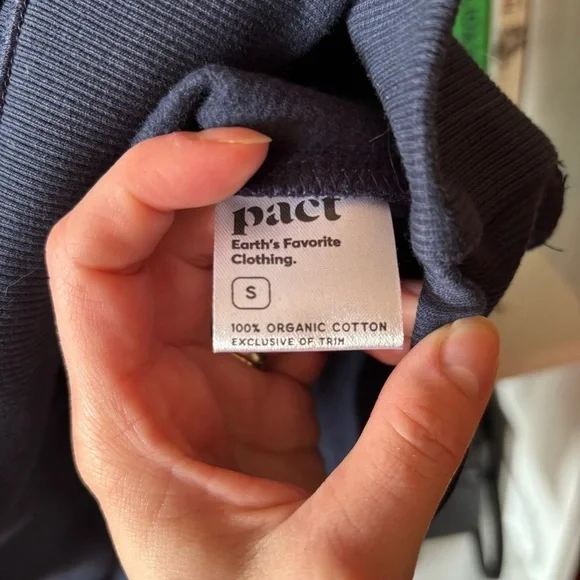 pact
Earth's Favorite
Clothing.
S
100% ORGANIC COTTON
EXCLUSIVE OF TRIM